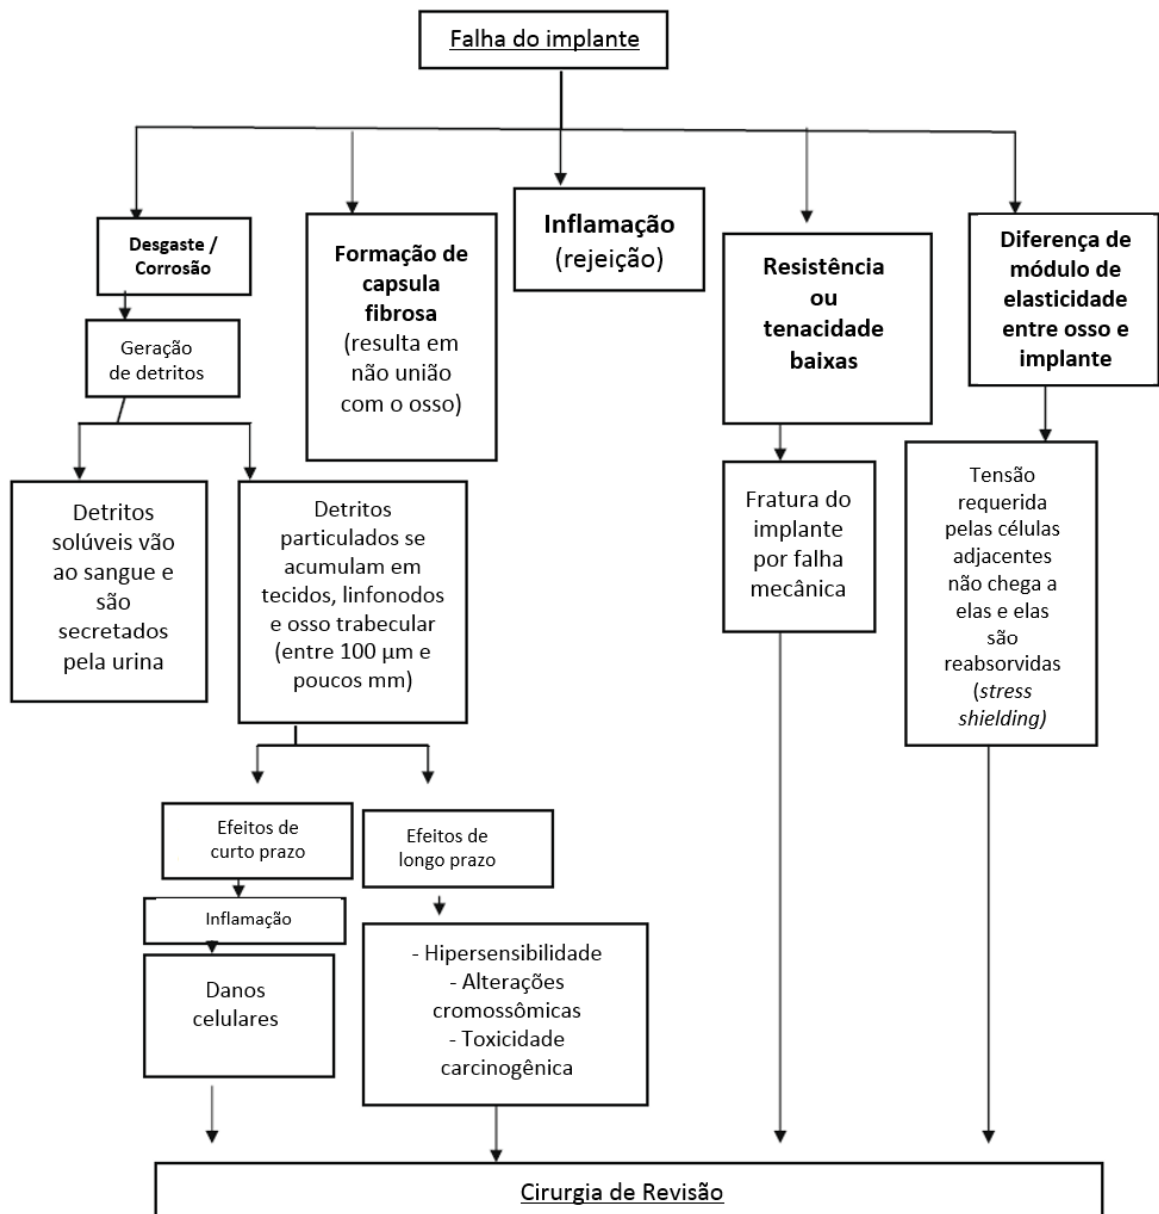 Falha do implante
Desgaste /
Corrosão
Formação de
capsula
fibrosa
(resulta em
não união
com o osso)
Inflamação
(rejeição)
Resistência
ou
tenacidade
baixas
Diferença de
módulo de
elasticidade
entre osso e
implante
Geração
de detritos
Detritos
solúveis vão
ao sangue e
são
secretados
pela urina
Detritos
particulados se
acumulam em
tecidos, linfonodos
e osso trabecular
(entre 100 µm e
poucos mm)
Fratura do
implante
por falha
mecânica
Tensão
requerida
pelas células
adjacentes
não chega a
elas e elas
são
reabsorvidas
(stress
shielding)
Efeitos de
curto prazo
Efeitos de
longo prazo
Inflamação
Danos
celulares
- Hipersensibilidade
- Alterações
cromossômicas
- Toxicidade
carcinogênica
Cirurgia de Revisão